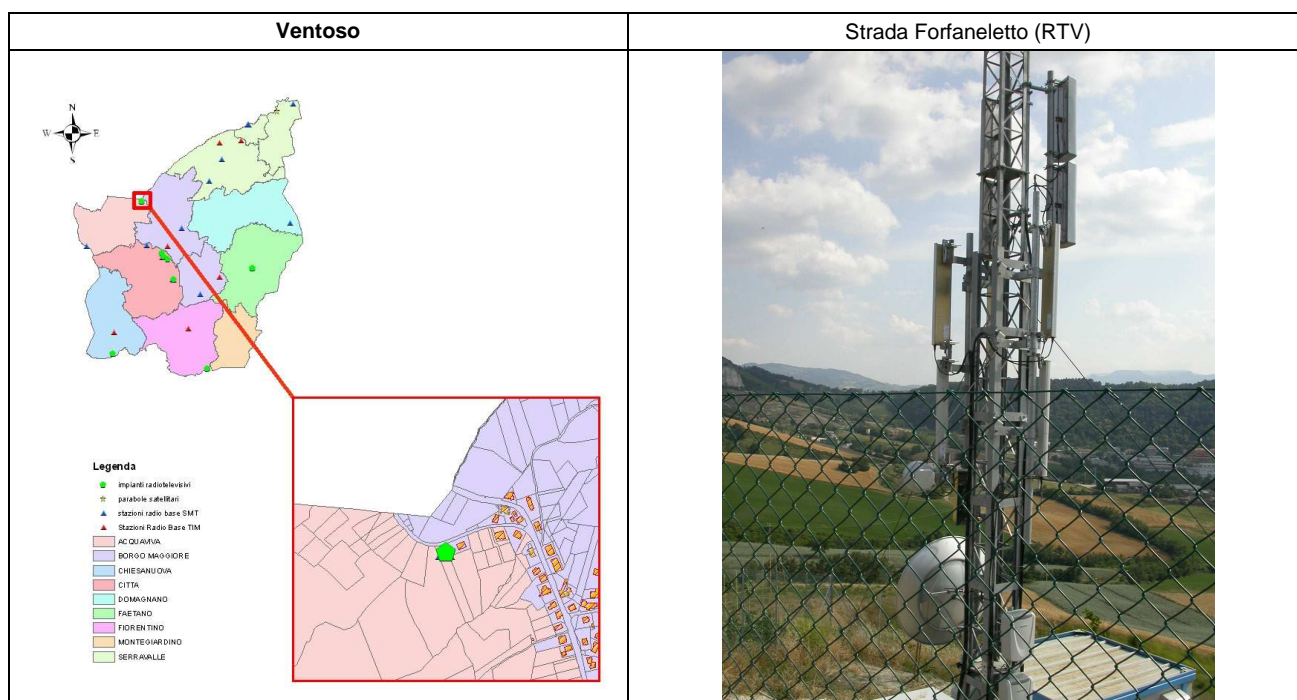 Ventoso
Strada Forfaneletto (RTV)
N
W E
S
Legenda
impianti radiotelevisivi
parabole satellitari
stazioni radio base SMT
Stazioni Radio Base TIM
ACQUAVIVA
BORGO MAGGIORE
CHIESANUOVA
CITTA
DOMAGNANO
FAETANO
FIORENTINO
MONTEGIARDINO
SERRAVALLE